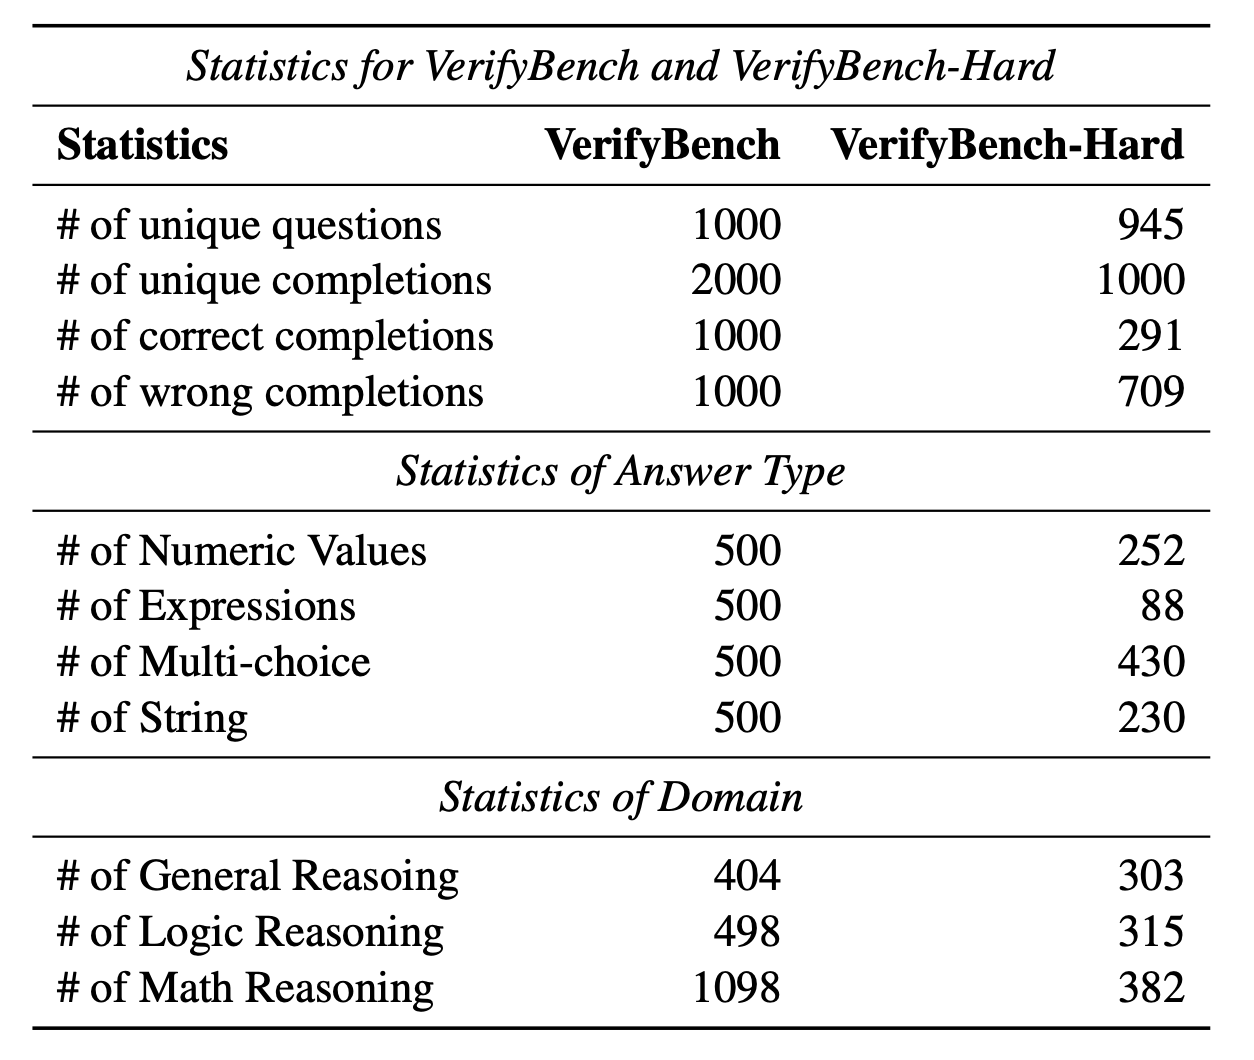 Statistics for VerifyBench and VerifyBench-Hard
Statistics VerifyBench VerifyBench-Hard
# of unique questions 1000 945
# of unique completions 2000 1000
# of correct completions 1000 291
# of wrong completions 1000 709
Statistics of Answer Type
# of Numeric Values 500 252
# of Expressions 500 88
# of Multi-choice 500 430
# of String 500 230
Statistics of Domain
# of General Reasoing 404 303
# of Logic Reasoning 498 315
# of Math Reasoning 1098 382